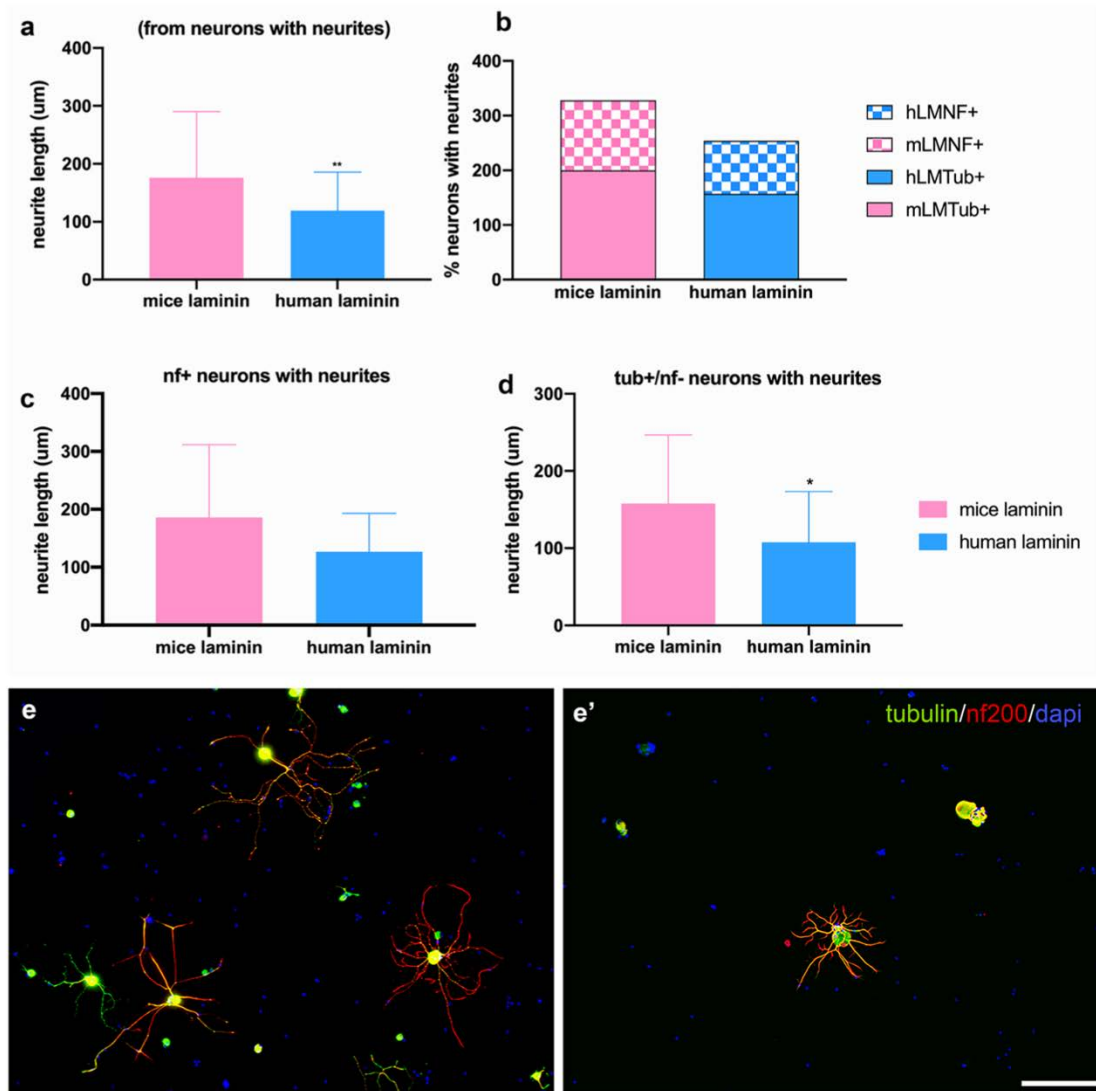 a
(from neurons with neurites)
neurite length (um)
400
300
200
100
0
**
mice laminin
human laminin
b
% neurons with neurites
400
300
200
100
0
mice laminin
human laminin
hLMNF+
mLMNF+
hLMTub+
mLMTub+
c
nf+ neurons with neurites
neurite length (um)
400
300
200
100
0
mice laminin
human laminin
d
tub+/nf- neurons with neurites
neurite length (um)
300
200
100
0
*
mice laminin
human laminin
mice laminin
human laminin
e
e’
tubulin/nf200/dapi